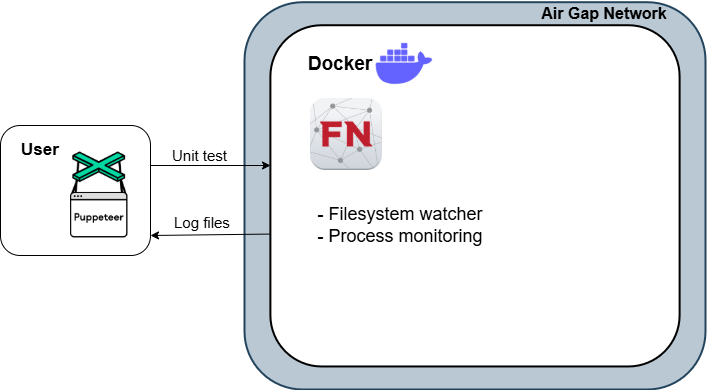 Air Gap Network
Docker
FN
User
Puppeteer
Unit test
Log files
- Filesystem watcher
- Process monitoring